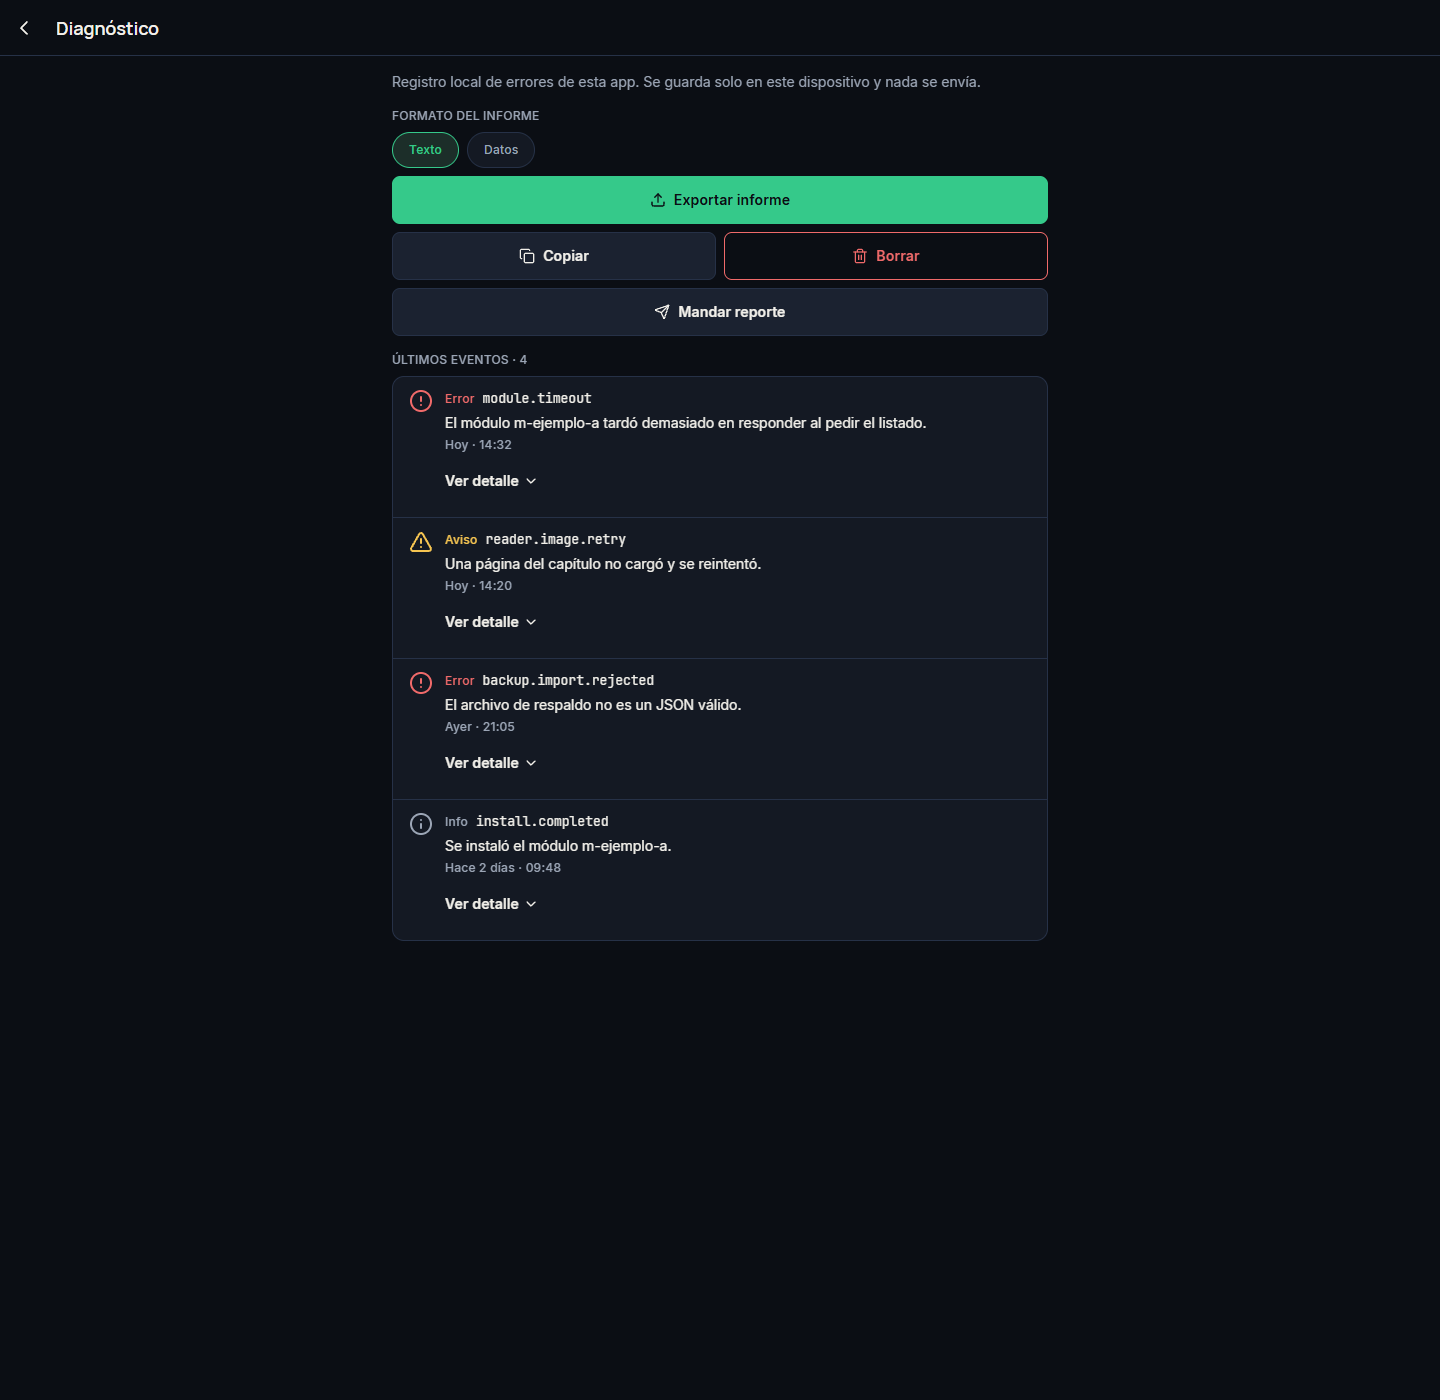 Diagnóstico
Registro local de errores de esta app. Se guarda solo en este dispositivo y nada se envía.
FORMATO DEL INFORME
Texto
Datos
Exportar informe
Copiar
Borrar
Mandar reporte
ÚLTIMOS EVENTOS · 4
Error module.timeout
El módulo m-ejemplo-a tardó demasiado en responder al pedir el listado.
Hoy · 14:32
Ver detalle
Aviso reader.image.retry
Una página del capítulo no cargó y se reintentó.
Hoy · 14:20
Ver detalle
Error backup.import.rejected
El archivo de respaldo no es un JSON válido.
Ayer · 21:05
Ver detalle
Info install.completed
Se instaló el módulo m-ejemplo-a.
Hace 2 días · 09:48
Ver detalle